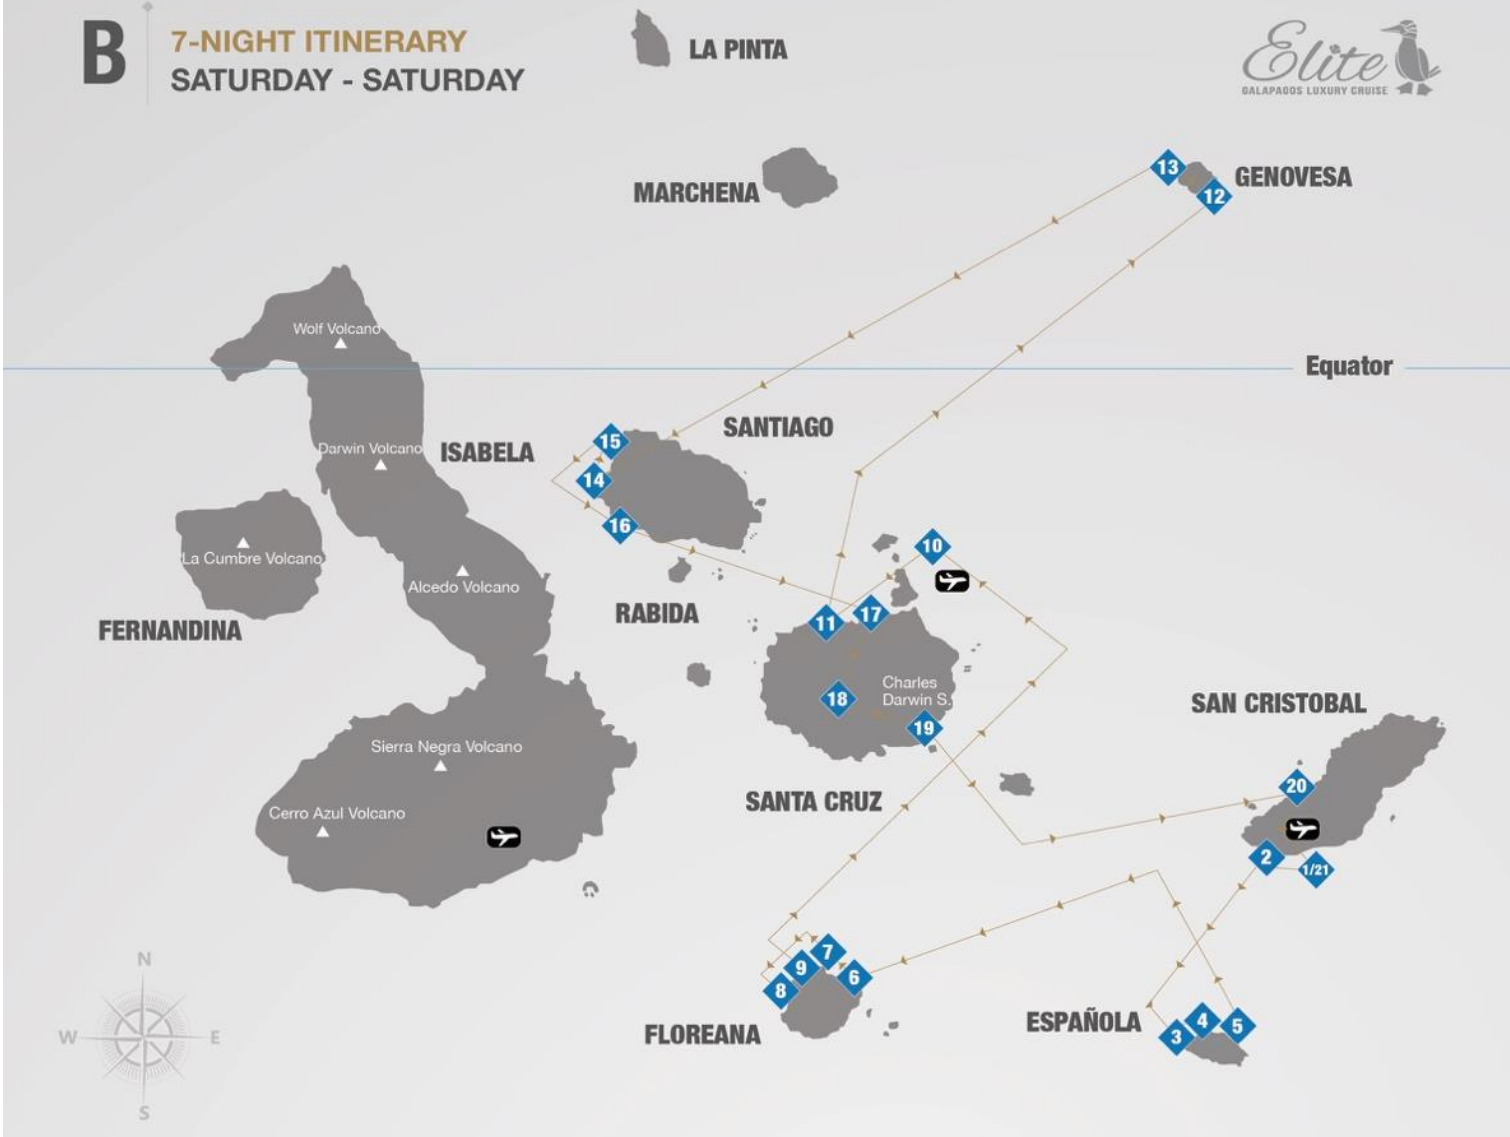 B
7-NIGHT ITINERARY
SATURDAY - SATURDAY
LA PINTA
Elite
GALAPAGOS LUXURY CRUISE
MARCHENA
13
GENOVESA
12
Wolf Volcano
Equator
SANTIAGO
15
Darwin Volcano
ISABELA
14
16
La Cumbre Volcano
10
Alcedo Volcano
RABIDA
17
11
FERNANDINA
Charles
Darwin S.
18
19
SAN CRISTOBAL
Sierra Negra Volcano
20
SANTA CRUZ
Cerro Azul Volcano
2
1/21
7
9
6
8
N
W
E
S
FLOREANA
ESPAÑOLA
4
5
3